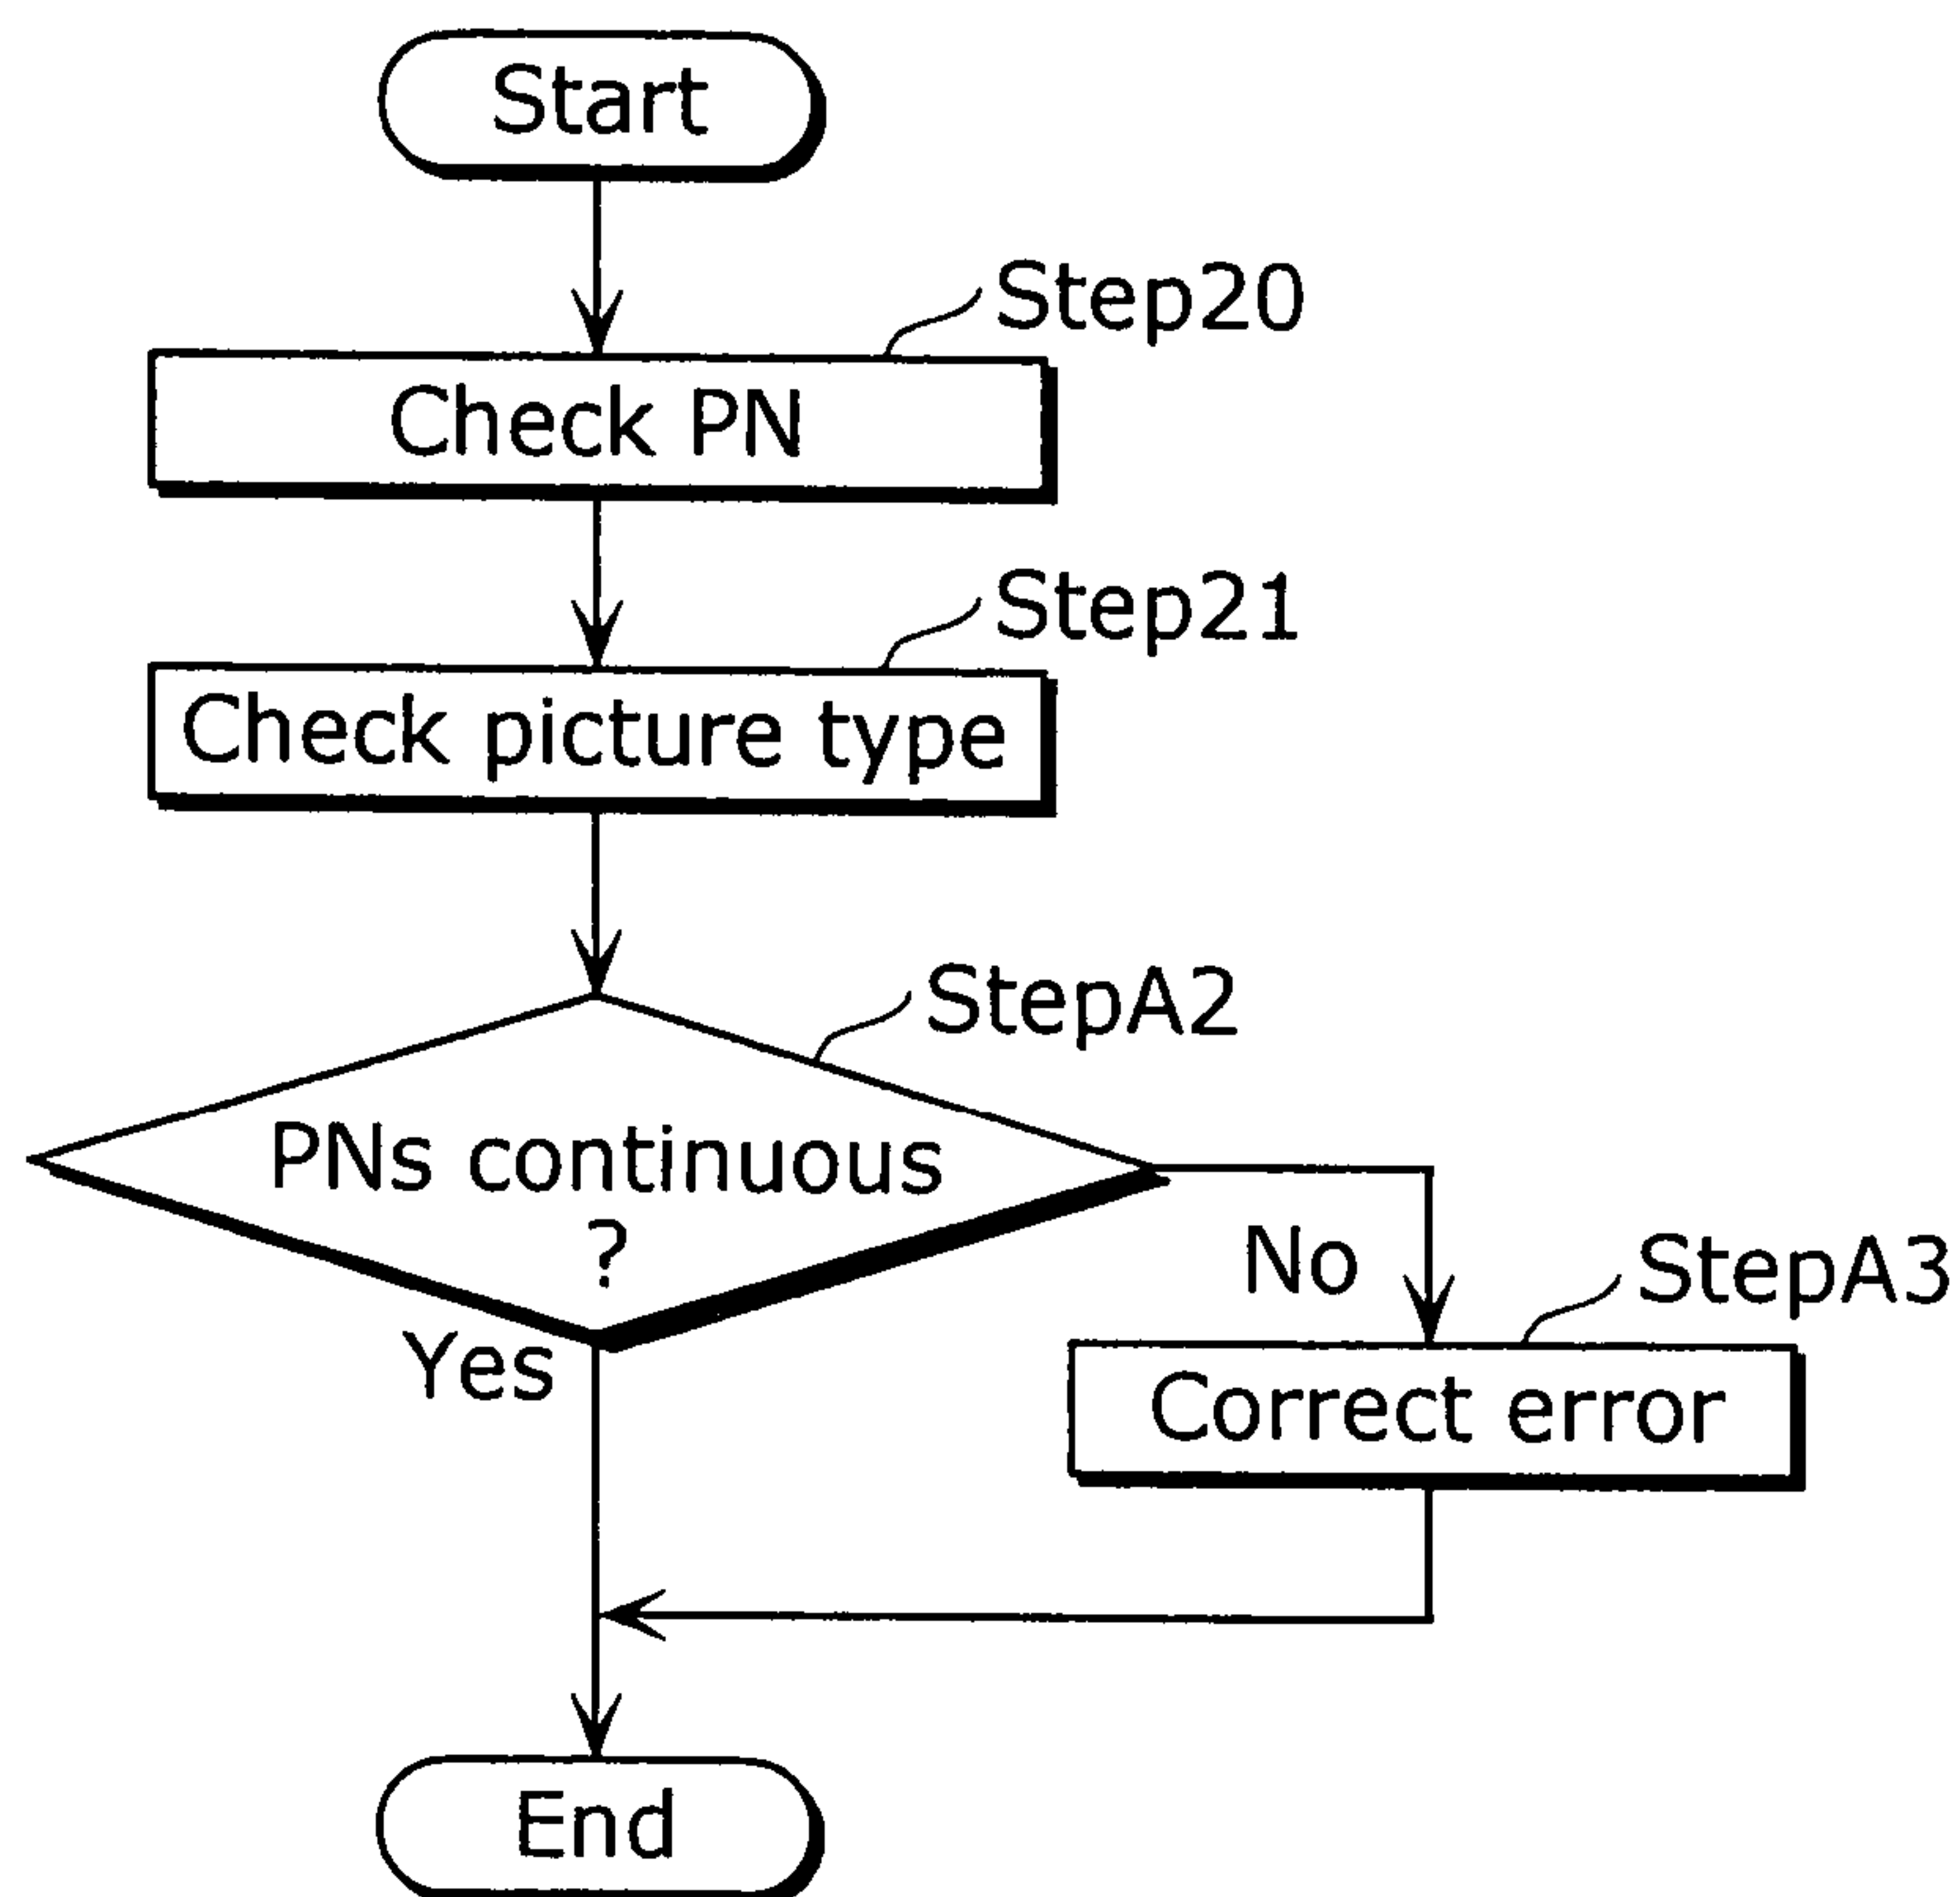 Start
Step20
Check PN
Step21
Check picture type
StepA2
PNs continuous
?
No
StepA3
Yes
Correct error
End